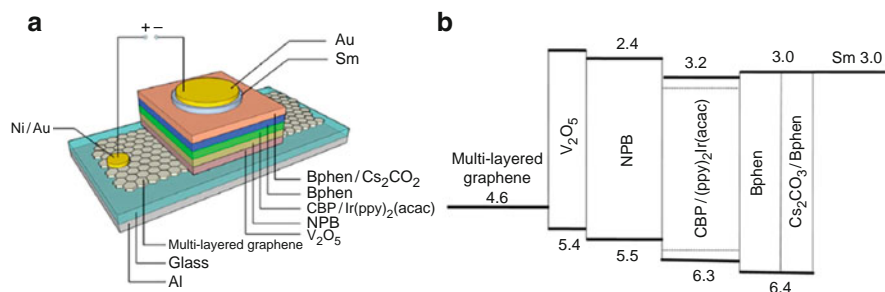 a
+ −
Au
Sm
Ni/Au
Bphen/Cs2CO2
Bphen
CBP/Ir(ppy)2(acac)
NPB
V2O5
Multi-layered graphene
Glass
Al
b
2.4
3.2
3.0
Sm 3.0
Multi-layered
graphene
4.6
V2O5
NPB
CBP/(ppy)2Ir(acac)
Bphen
Cs2CO3/Bphen
5.4
5.5
6.3
6.4